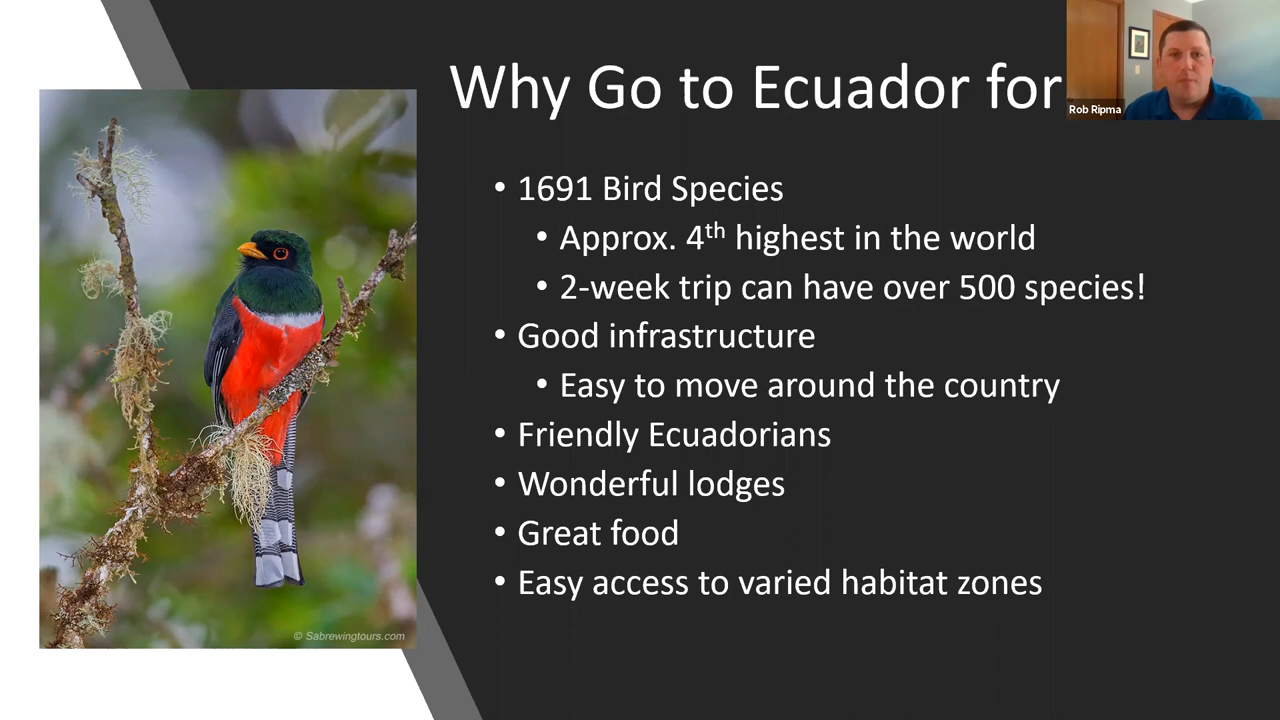 Why Go to Ecuador for
Rob Ripma
• 1691 Bird Species
• Approx. 4th highest in the world
• 2-week trip can have over 500 species!
• Good infrastructure
• Easy to move around the country
• Friendly Ecuadorians
• Wonderful lodges
• Great food
• Easy access to varied habitat zones
© Sabrewingtours.com